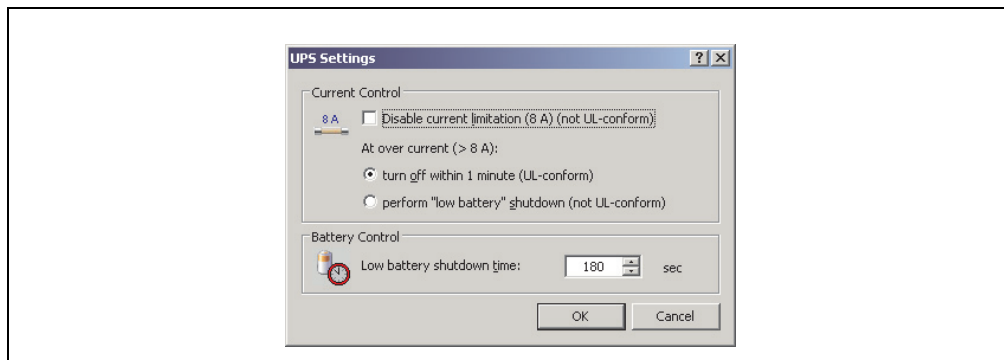 UPS Settings
Current Control
8 A
Disable current limitation (8 A) (not UL-conform)
At over current (> 8 A):
turn off within 1 minute (UL-conform)
perform "low battery" shutdown (not UL-conform)
Battery Control
Low battery shutdown time: 180 sec
OK Cancel